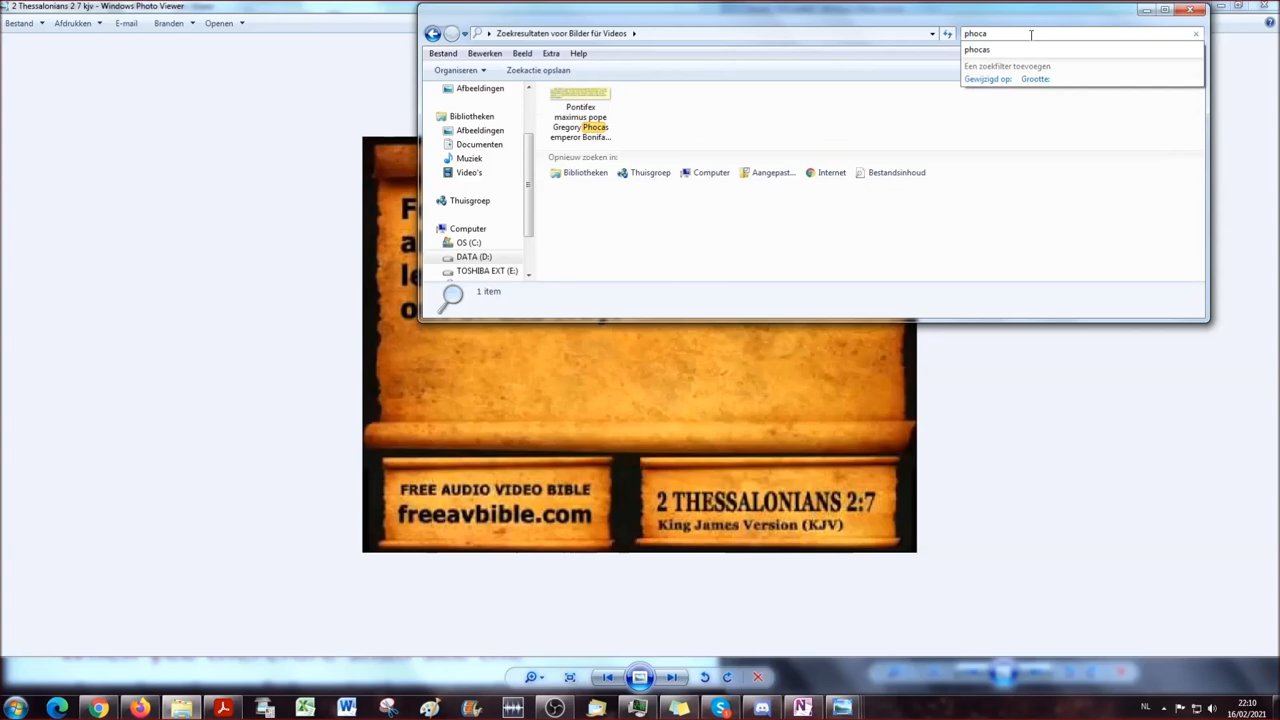 2 Thessalonians 2 7 kjv - Windows Photo Viewer
Bestand Afdrukken E-mail Branden Openen
Zoekresultaten voor Bilder für Videos
phoca
phocas
Een zoekfilter toevoegen
Gewijzigd op: Grootte:
Bestand Bewerken Beeld Extra Help
Organiseren Zoekactie opslaan
Afbeeldingen
Bibliotheken
Afbeeldingen
Documenten
Muziek
Video's
Thuisgroep
Computer
OS (C:)
DATA (D:)
TOSHIBA EXT (E:)
Pontifex
maximus pope
Gregory Phocas
emperor Bonifa...
Opnieuw zoeken in:
Bibliotheken Thuisgroep Computer Aangepast... Internet Bestandsinhoud
1 item
FREE AUDIO VIDEO BIBLE
freeavbible.com
2 THESSALONIANS 2:7
King James Version (KJV)
NL
22:10
16/02/2021